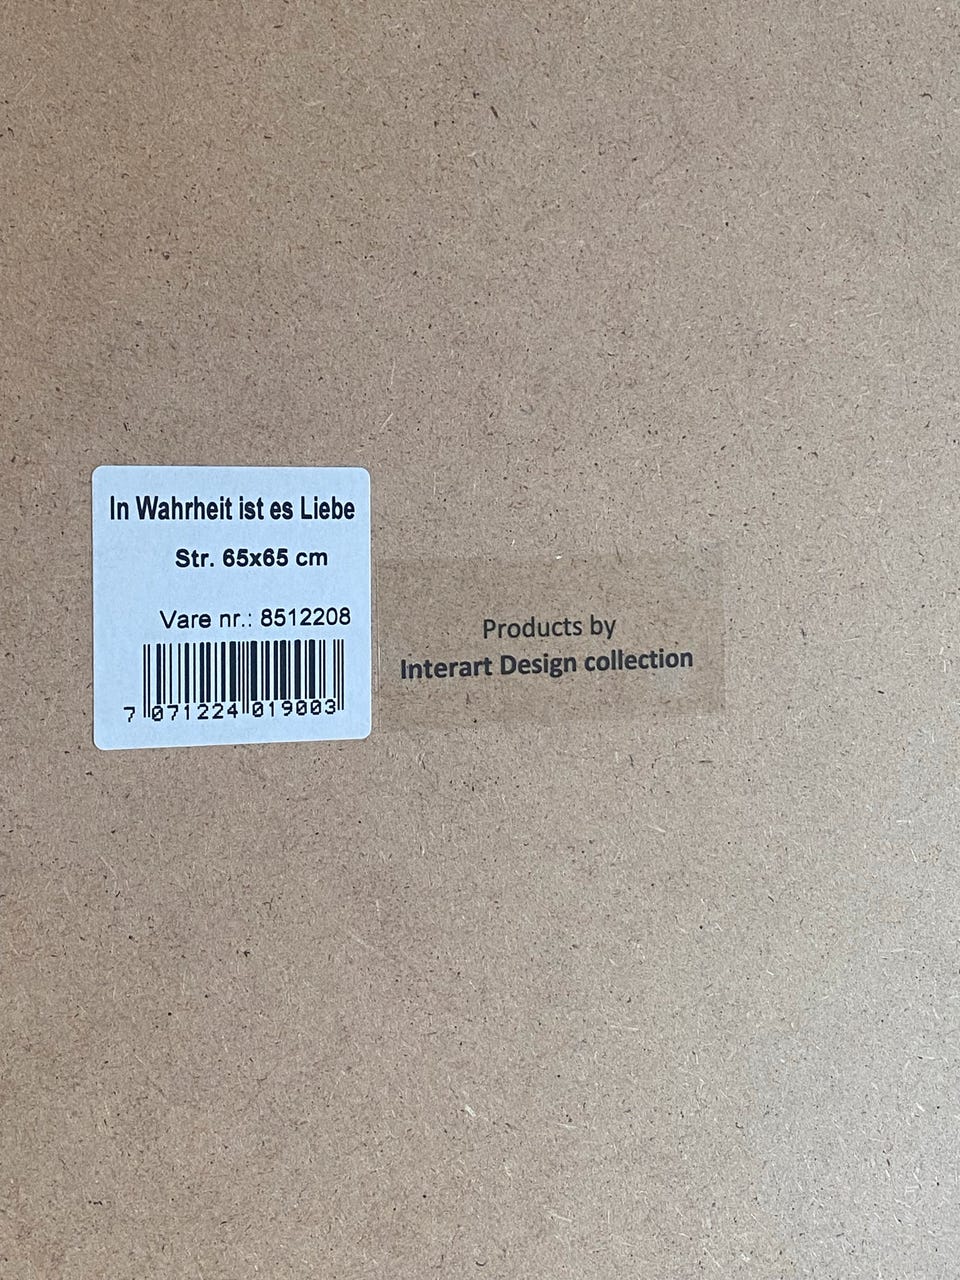 In Wahrheit ist es Liebe
Str. 65x65 cm
Vare nr.: 8512208
7 071224 019003
Products by
Interart Design collection